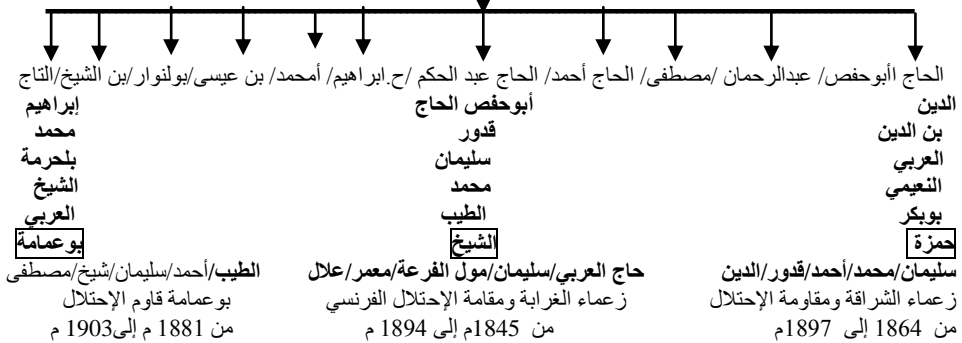 الحاج اأبوحفص/ عبدالرحمان /مصطفى/ الحاج أحمد/ الحاج عبد الحكم /ح.ابراهيم/ أمحمد/ بن عيسى/بولنوار/بن الشيخ/التاج
الدين أبوحفص الحاج إبراهيم
بن الدين قدور محمد
العربي سليمان بلحرمة
النعيمي محمد الشيخ
بوبكر الطيب العربي
حمزة الشيخ بوعمامة
سليمان/محمد/أحمد/قدور/الدين حاج العربي/سليمان/مول الفرعة/معمر/علال الطيب/أحمد/سليمان/شيخ/مصطفى
زعماء الشراقة ومقاومة الإحتلال زعماء الغرابة ومقامة الإحتلال الفرنسي بوعمامة قاوم الإحتلال
من 1864 إلى 1897م من 1845م إلى 1894 م من 1881 م إلى1903 م